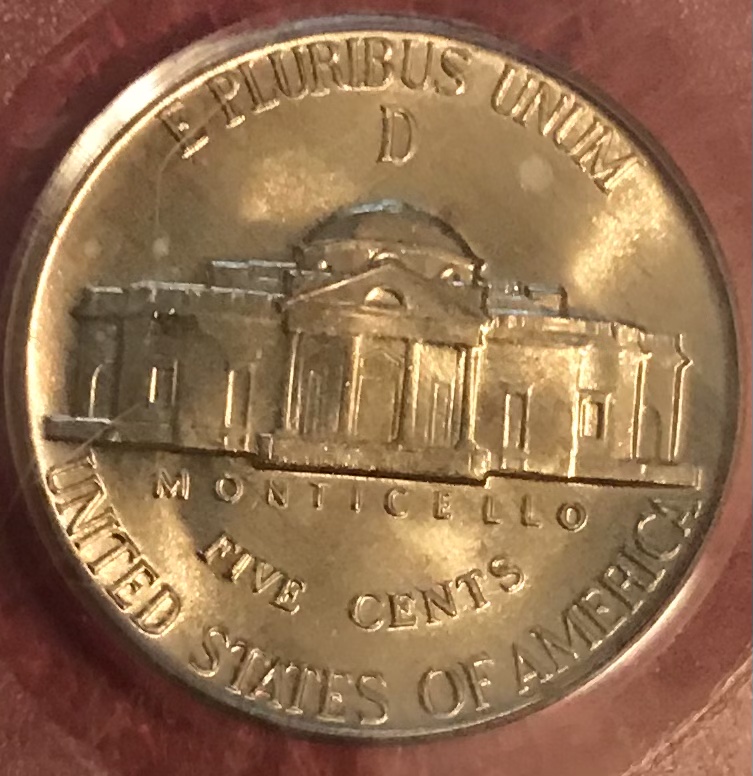 E PLURIBUS UNUM
D
MONTICELLO
FIVE CENTS
UNITED STATES OF AMERICA